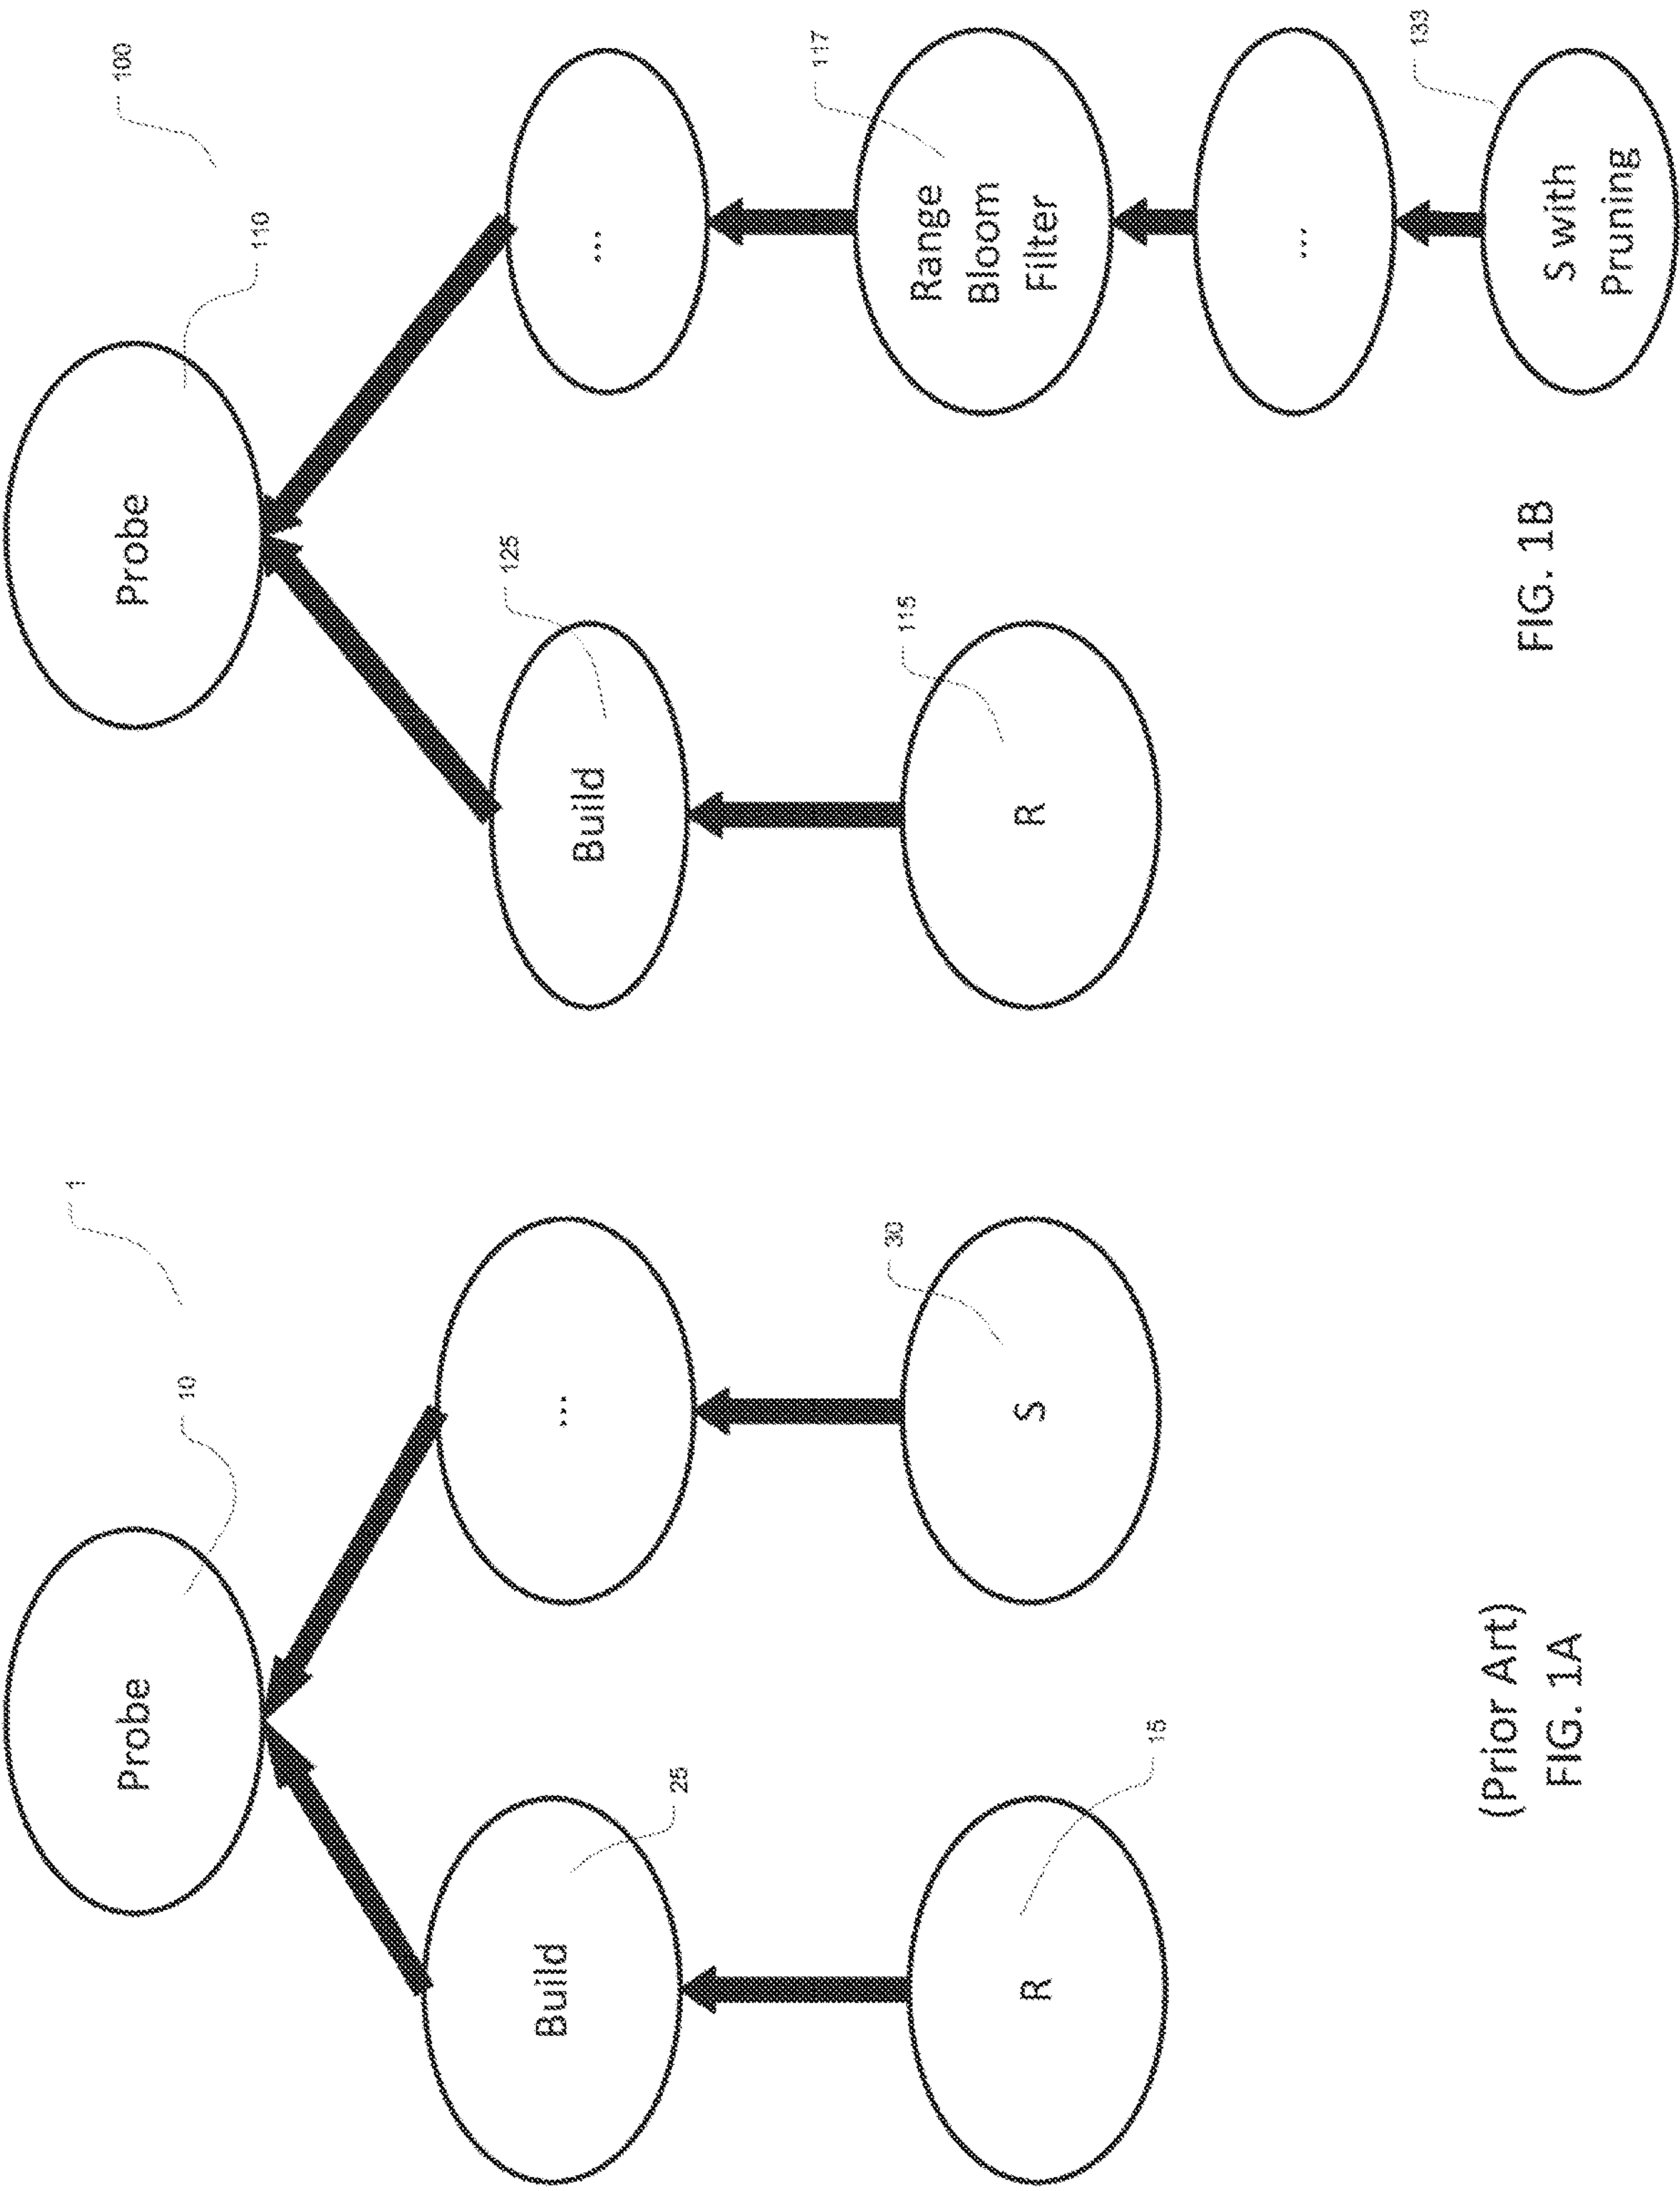 1
10
Probe
25
Build
...
30
S
15
R
(Prior Art)
FIG. 1A
100
110
Probe
125
Build
...
117
Range
Bloom
Filter
115
R
...
133
S with
Pruning
FIG. 1B